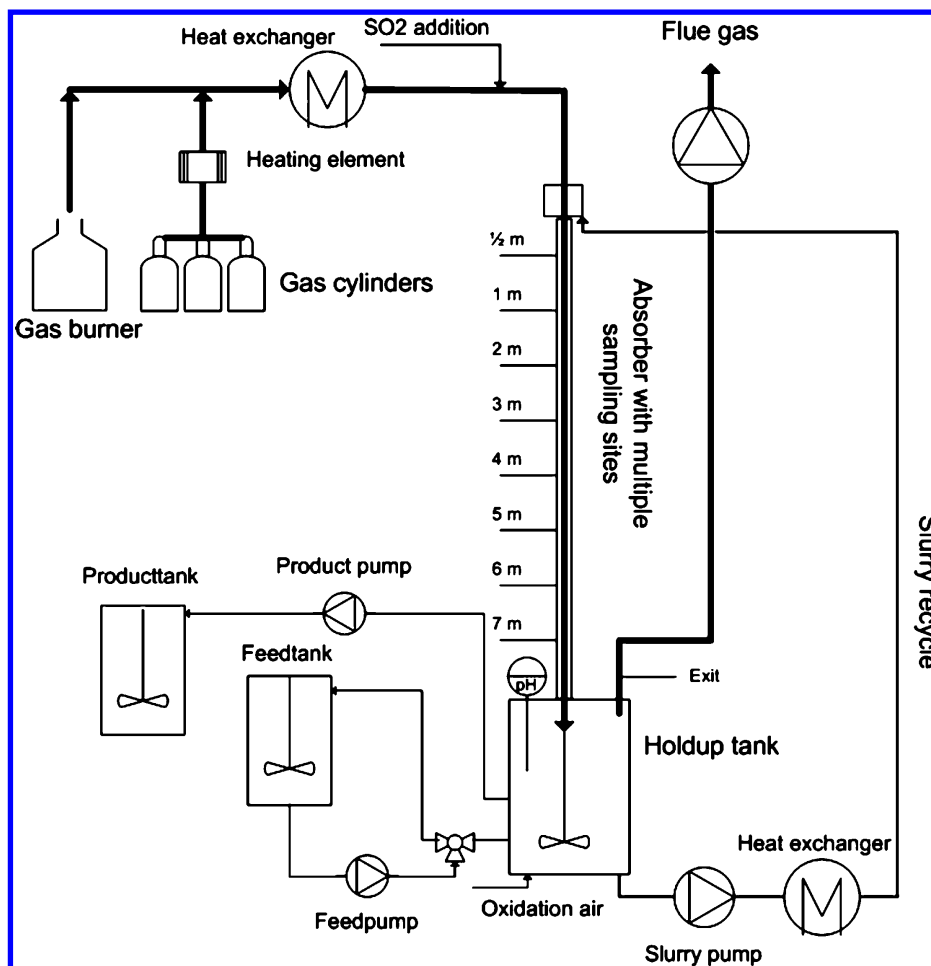 SO2 addition
Heat exchanger
Flue gas
Heating element
Gas cylinders
Gas burner
½ m
1 m
2 m
3 m
4 m
5 m
6 m
7 m
Absorber with multiple
sampling sites
Slurry recycle
Product pump
Producttank
Feedtank
pH
Exit
Holdup tank
Heat exchanger
Feedpump
Oxidation air
Slurry pump